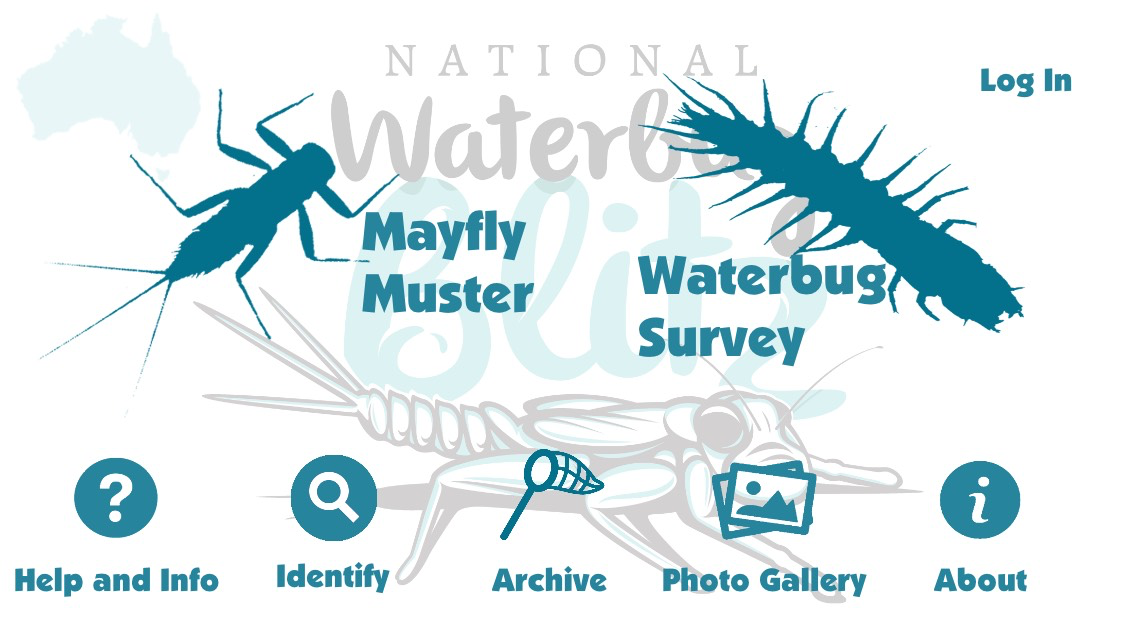 NATIONAL
Log In
Waterbug
Blitz
Mayfly
Muster
Waterbug
Survey
?
i
Help and Info
Identify
Archive
Photo Gallery
About